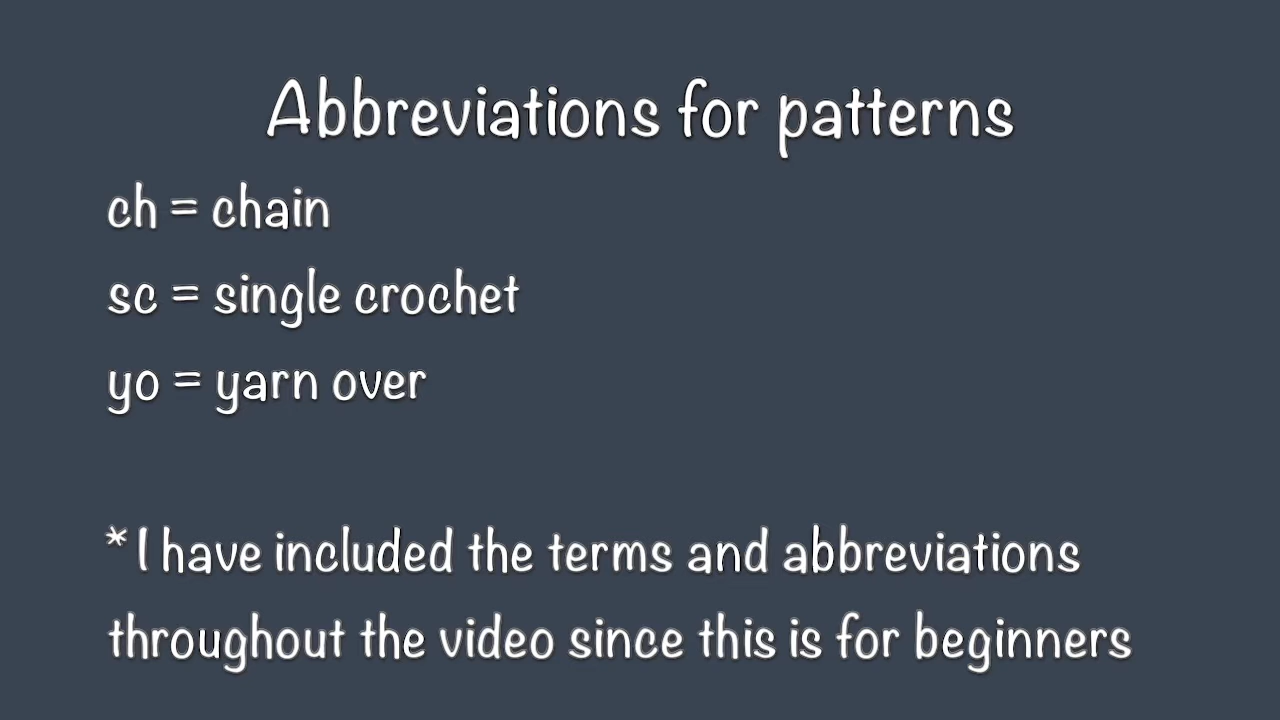 Abbreviations for patterns
ch = chain
sc = single crochet
yo = yarn over
* I have included the terms and abbreviations
throughout the video since this is for beginners